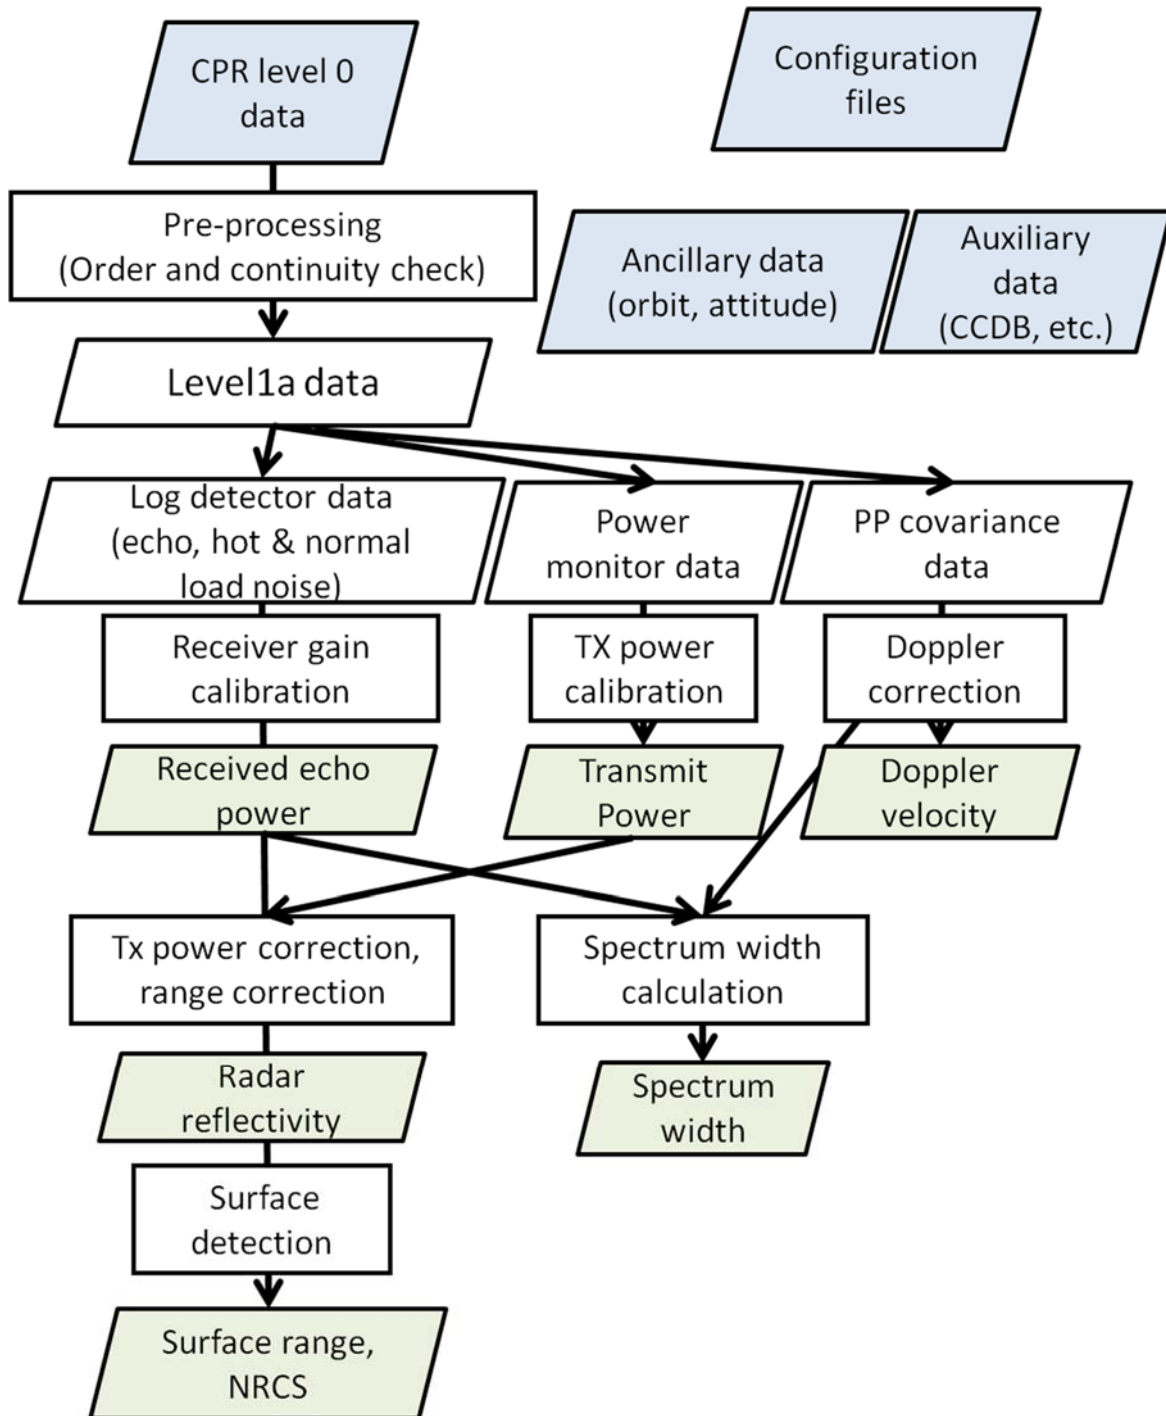 CPR level 0
data
Configuration
files
Pre-processing
(Order and continuity check)
Ancillary data
(orbit, attitude)
Auxiliary
data
(CCDB, etc.)
Level1a data
Log detector data
(echo, hot & normal
load noise)
Power
monitor data
PP covariance
data
Receiver gain
calibration
TX power
calibration
Doppler
correction
Received echo
power
Transmit
Power
Doppler
velocity
Tx power correction,
range correction
Spectrum width
calculation
Radar
reflectivity
Spectrum
width
Surface
detection
Surface range,
NRCS